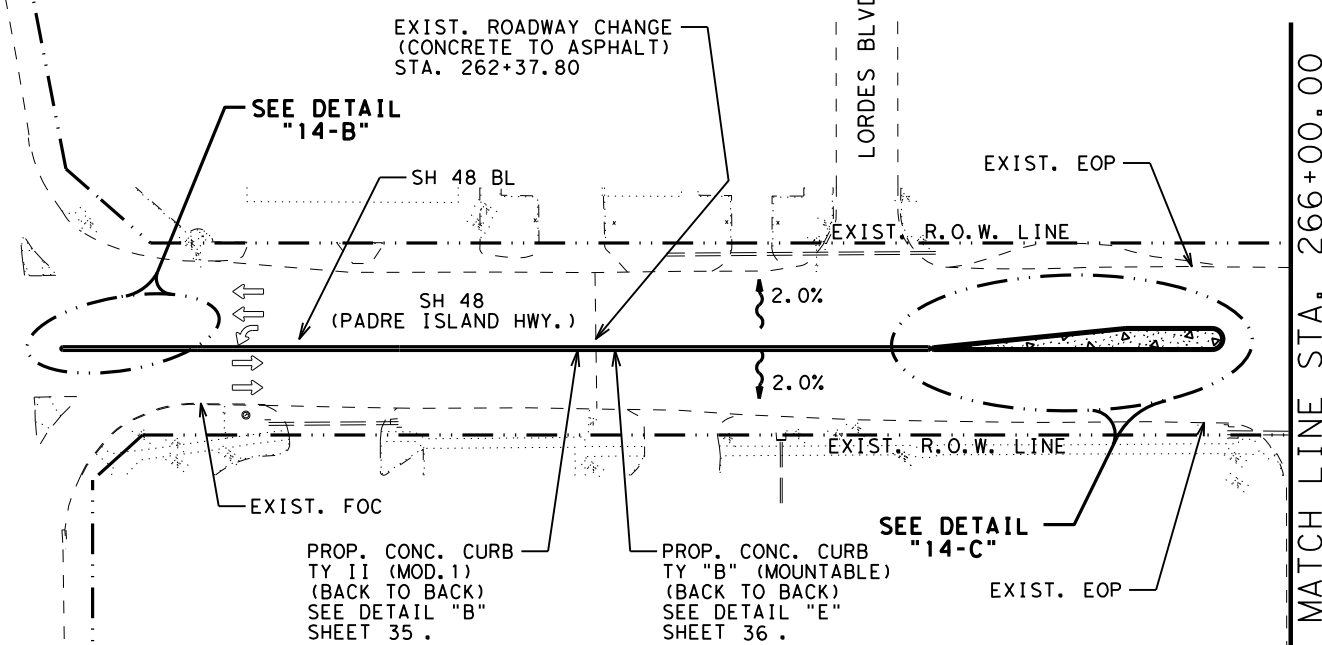 EXIST. ROADWAY CHANGE
(CONCRETE TO ASPHALT)
STA. 262+37.80
LORDES BLVD
SEE DETAIL
"14-B"
SH 48 BL
EXIST. EOP
EXIST. R.O.W. LINE
SH 48
(PADRE ISLAND HWY.)
2.0%
2.0%
EXIST. R.O.W. LINE
EXIST. FOC
SEE DETAIL
"14-C"
PROP. CONC. CURB
TY II (MOD.1)
(BACK TO BACK)
SEE DETAIL "B"
SHEET 35 .
PROP. CONC. CURB
TY "B" (MOUNTABLE)
(BACK TO BACK)
SEE DETAIL "E"
SHEET 36 .
EXIST. EOP
MATCH LINE STA. 266+00.00